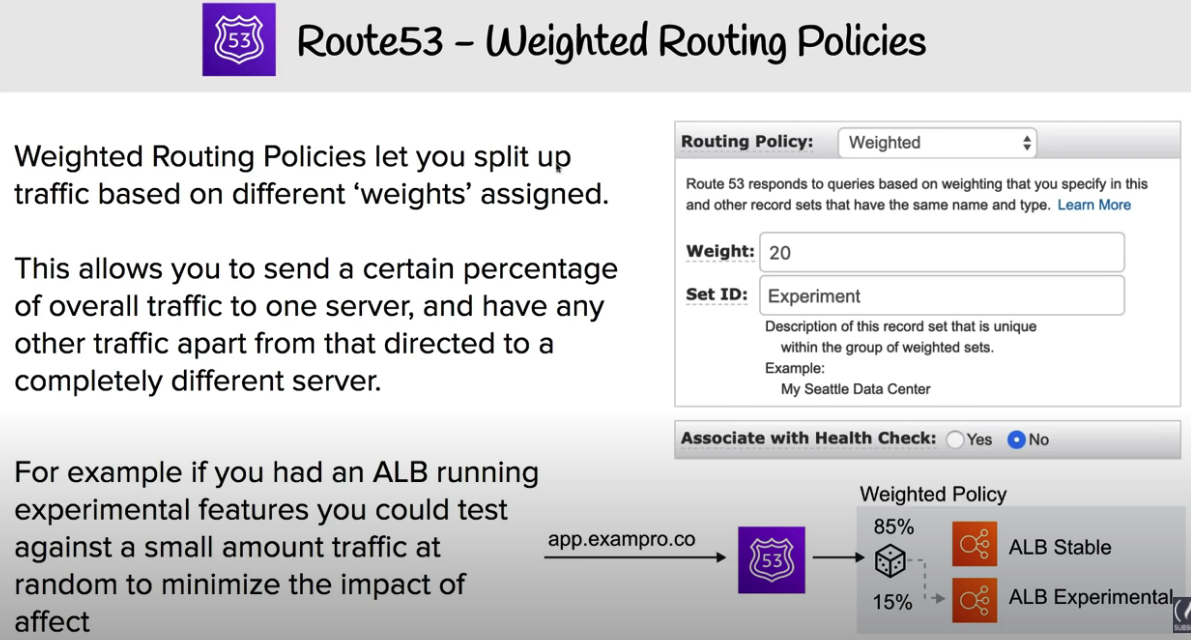 53
Route53 – Weighted Routing Policies
Weighted Routing Policies let you split up
traffic based on different ‘weights’ assigned.
This allows you to send a certain percentage
of overall traffic to one server, and have any
other traffic apart from that directed to a
completely different server.
For example if you had an ALB running
experimental features you could test
against a small amount traffic at
random to minimize the impact of
affect
Routing Policy: Weighted
Route 53 responds to queries based on weighting that you specify in this
and other record sets that have the same name and type. Learn More
Weight: 20
Set ID: Experiment
Description of this record set that is unique
within the group of weighted sets.
Example:
My Seattle Data Center
Associate with Health Check: Yes No
Weighted Policy
app.exampro.co
53
85%
ALB Stable
15%
ALB Experimental